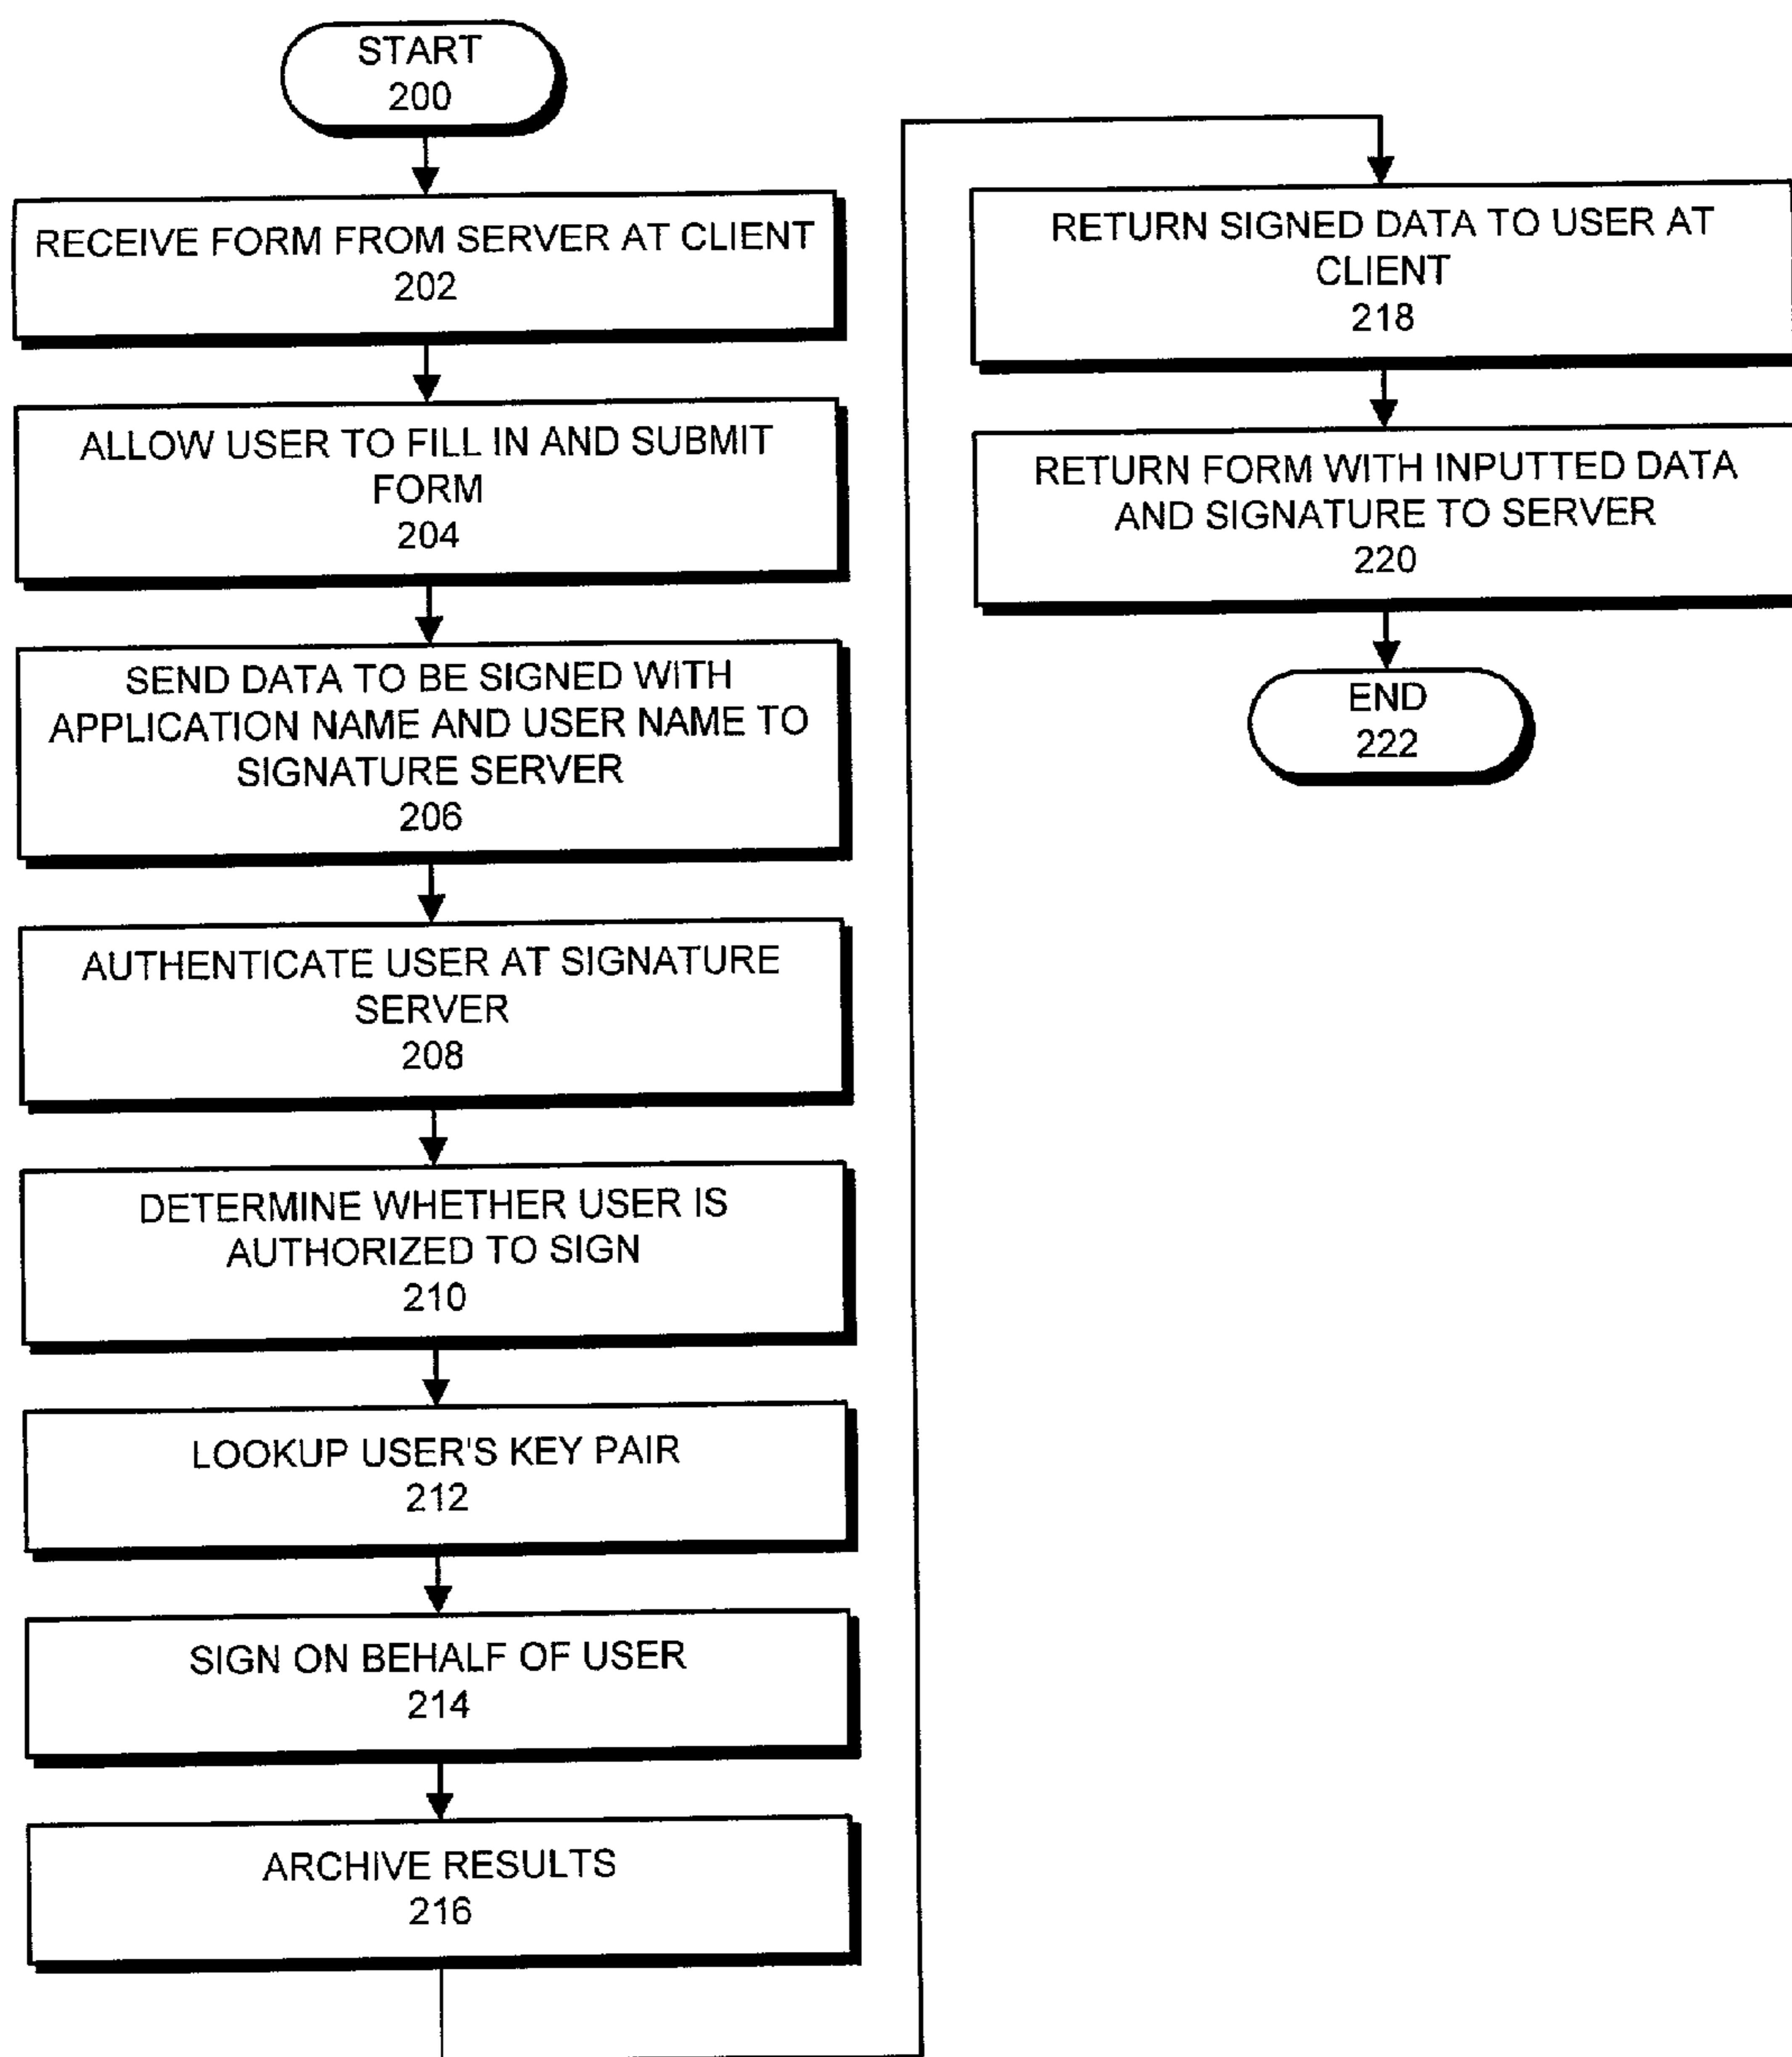 START
200
RECEIVE FORM FROM SERVER AT CLIENT
202
ALLOW USER TO FILL IN AND SUBMIT
FORM
204
SEND DATA TO BE SIGNED WITH
APPLICATION NAME AND USER NAME TO
SIGNATURE SERVER
206
AUTHENTICATE USER AT SIGNATURE
SERVER
208
DETERMINE WHETHER USER IS
AUTHORIZED TO SIGN
210
LOOKUP USER'S KEY PAIR
212
SIGN ON BEHALF OF USER
214
ARCHIVE RESULTS
216
RETURN SIGNED DATA TO USER AT
CLIENT
218
RETURN FORM WITH INPUTTED DATA
AND SIGNATURE TO SERVER
220
END
222